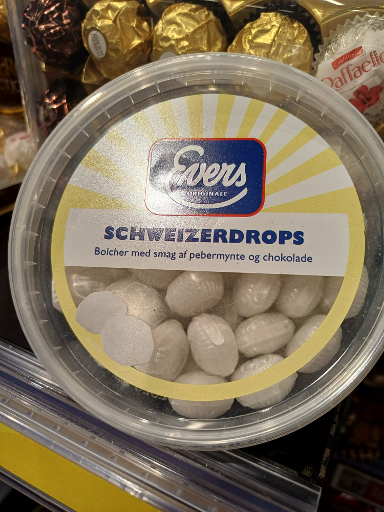 Raffaello
Evers
ORIGINALE
SCHWEIZERDROPS
Bolcher med smag af pebermynte og chokolade